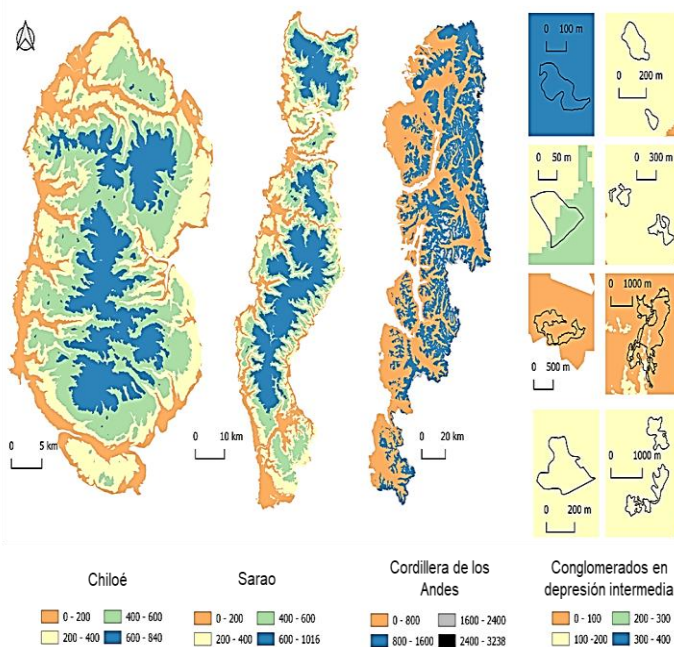 0 100 m
0 200 m
0 50 m
0 300 m
0 1000 m
0 500 m
0 5 km
0 10 km
0 20 km
0 200 m
0 1000 m
Chiloé
0 - 200
400 - 600
200 - 400
600 - 840
Sarao
0 - 200
400 - 600
200 - 400
600 - 1016
Cordillera de los
Andes
0 - 800
1600 - 2400
800 - 1600
2400 - 3238
Conglomerados en
depresión intermedia
0 - 100
200 - 300
100 -200
300 - 400